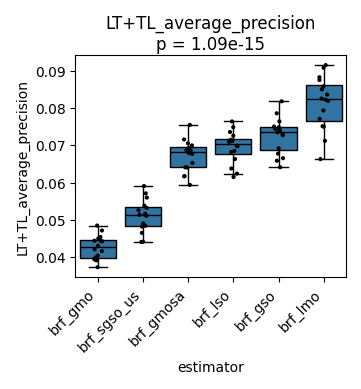 LT+TL_average_precision
p = 1.09e-15
LT+TL_average_precision
0.09
0.08
0.07
0.06
0.05
0.04
brf_gmo
brf_sgso_us
brf_gmosa
brf_lso
brf_gso
brf_lmo
estimator